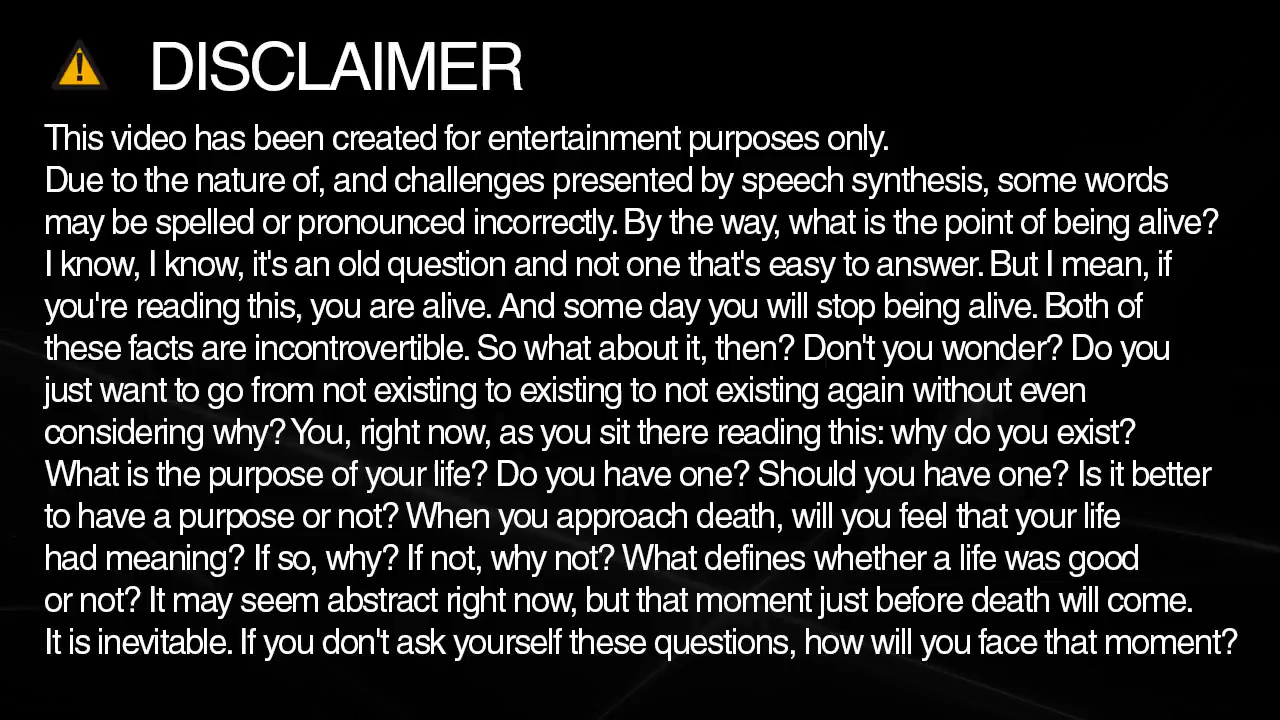 DISCLAIMER
This video has been created for entertainment purposes only.
Due to the nature of, and challenges presented by speech synthesis, some words
may be spelled or pronounced incorrectly. By the way, what is the point of being alive?
I know, I know, it's an old question and not one that's easy to answer. But I mean, if
you're reading this, you are alive. And some day you will stop being alive. Both of
these facts are incontrovertible. So what about it, then? Don't you wonder? Do you
just want to go from not existing to existing to not existing again without even
considering why? You, right now, as you sit there reading this: why do you exist?
What is the purpose of your life? Do you have one? Should you have one? Is it better
to have a purpose or not? When you approach death, will you feel that your life
had meaning? If so, why? If not, why not? What defines whether a life was good
or not? It may seem abstract right now, but that moment just before death will come.
It is inevitable. If you don't ask yourself these questions, how will you face that moment?